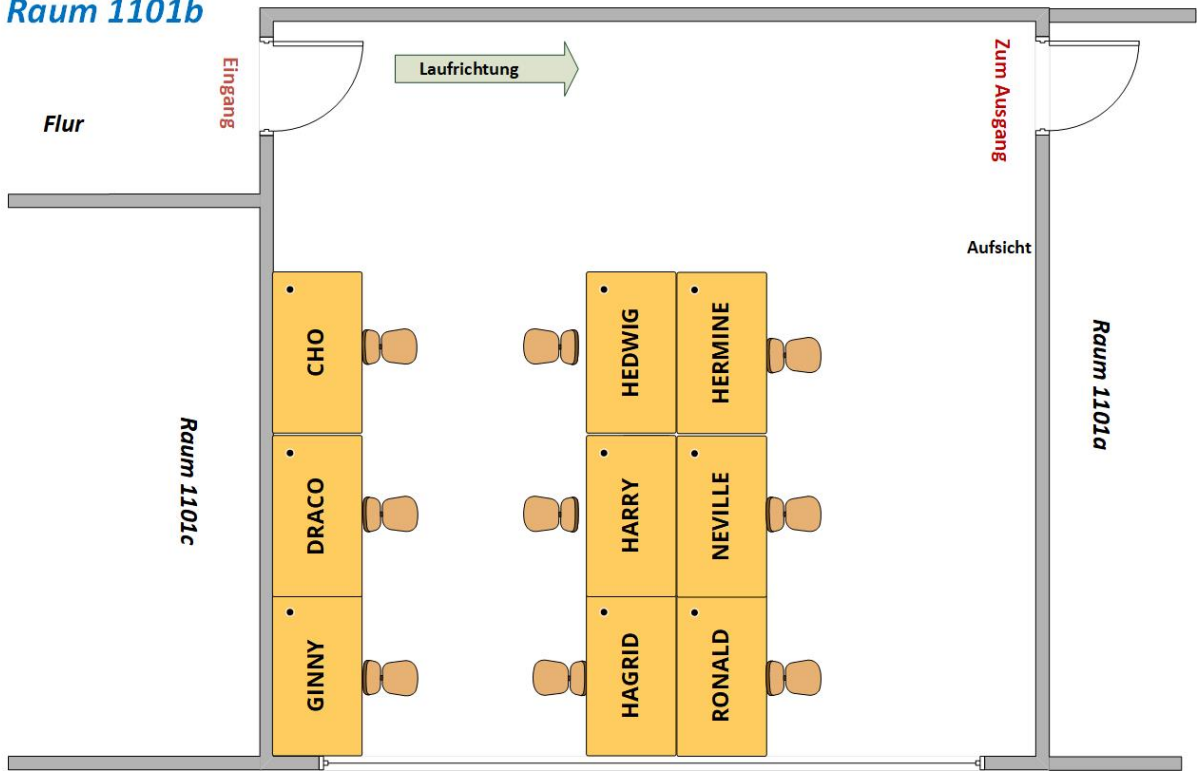 Raum 1101b
Eingang
Laufrichtung
Zum Ausgang
Flur
Aufsicht
Raum 1101c
Raum 1101a
CHO
HEDWIG
HERMINE
DRACO
HARRY
NEVILLE
GINNY
HAGRID
RONALD